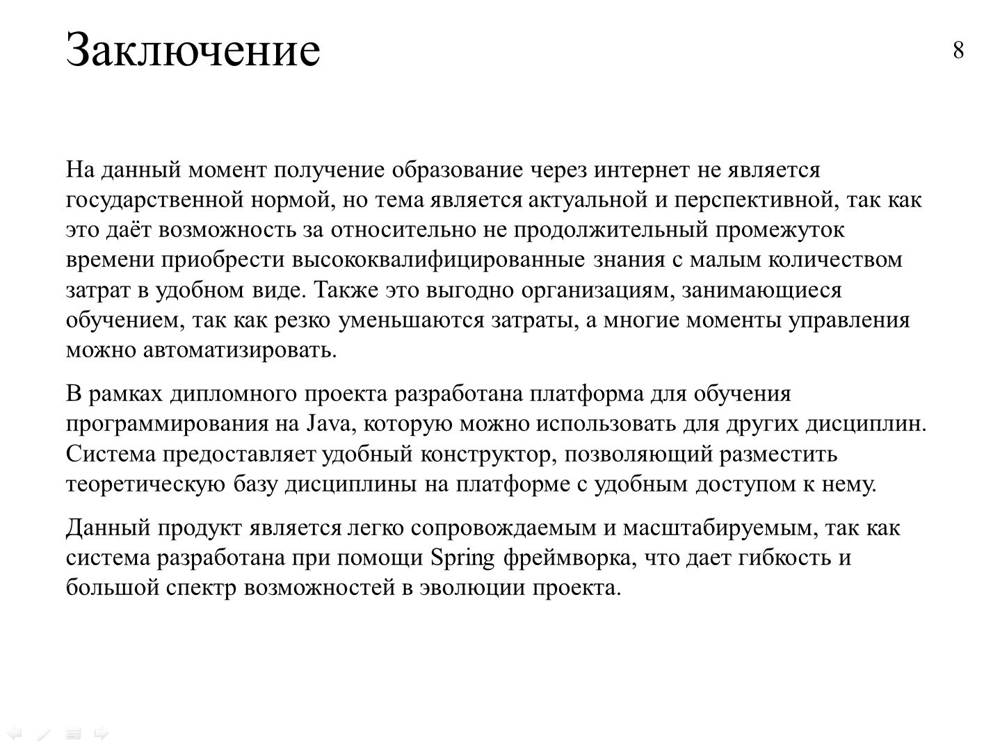 Заключение
8
На данный момент получение образование через интернет не является
государственной нормой, но тема является актуальной и перспективной, так как
это даёт возможность за относительно не продолжительный промежуток
времени приобрести высококвалифицированные знания с малым количеством
затрат в удобном виде. Также это выгодно организациям, занимающиеся
обучением, так как резко уменьшаются затраты, а многие моменты управления
можно автоматизировать.
В рамках дипломного проекта разработана платформа для обучения
программирования на Java, которую можно использовать для других дисциплин.
Система предоставляет удобный конструктор, позволяющий разместить
теоретическую базу дисциплины на платформе с удобным доступом к нему.
Данный продукт является легко сопровождаемым и масштабируемым, так как
система разработана при помощи Spring фреймворка, что дает гибкость и
большой спектр возможностей в эволюции проекта.